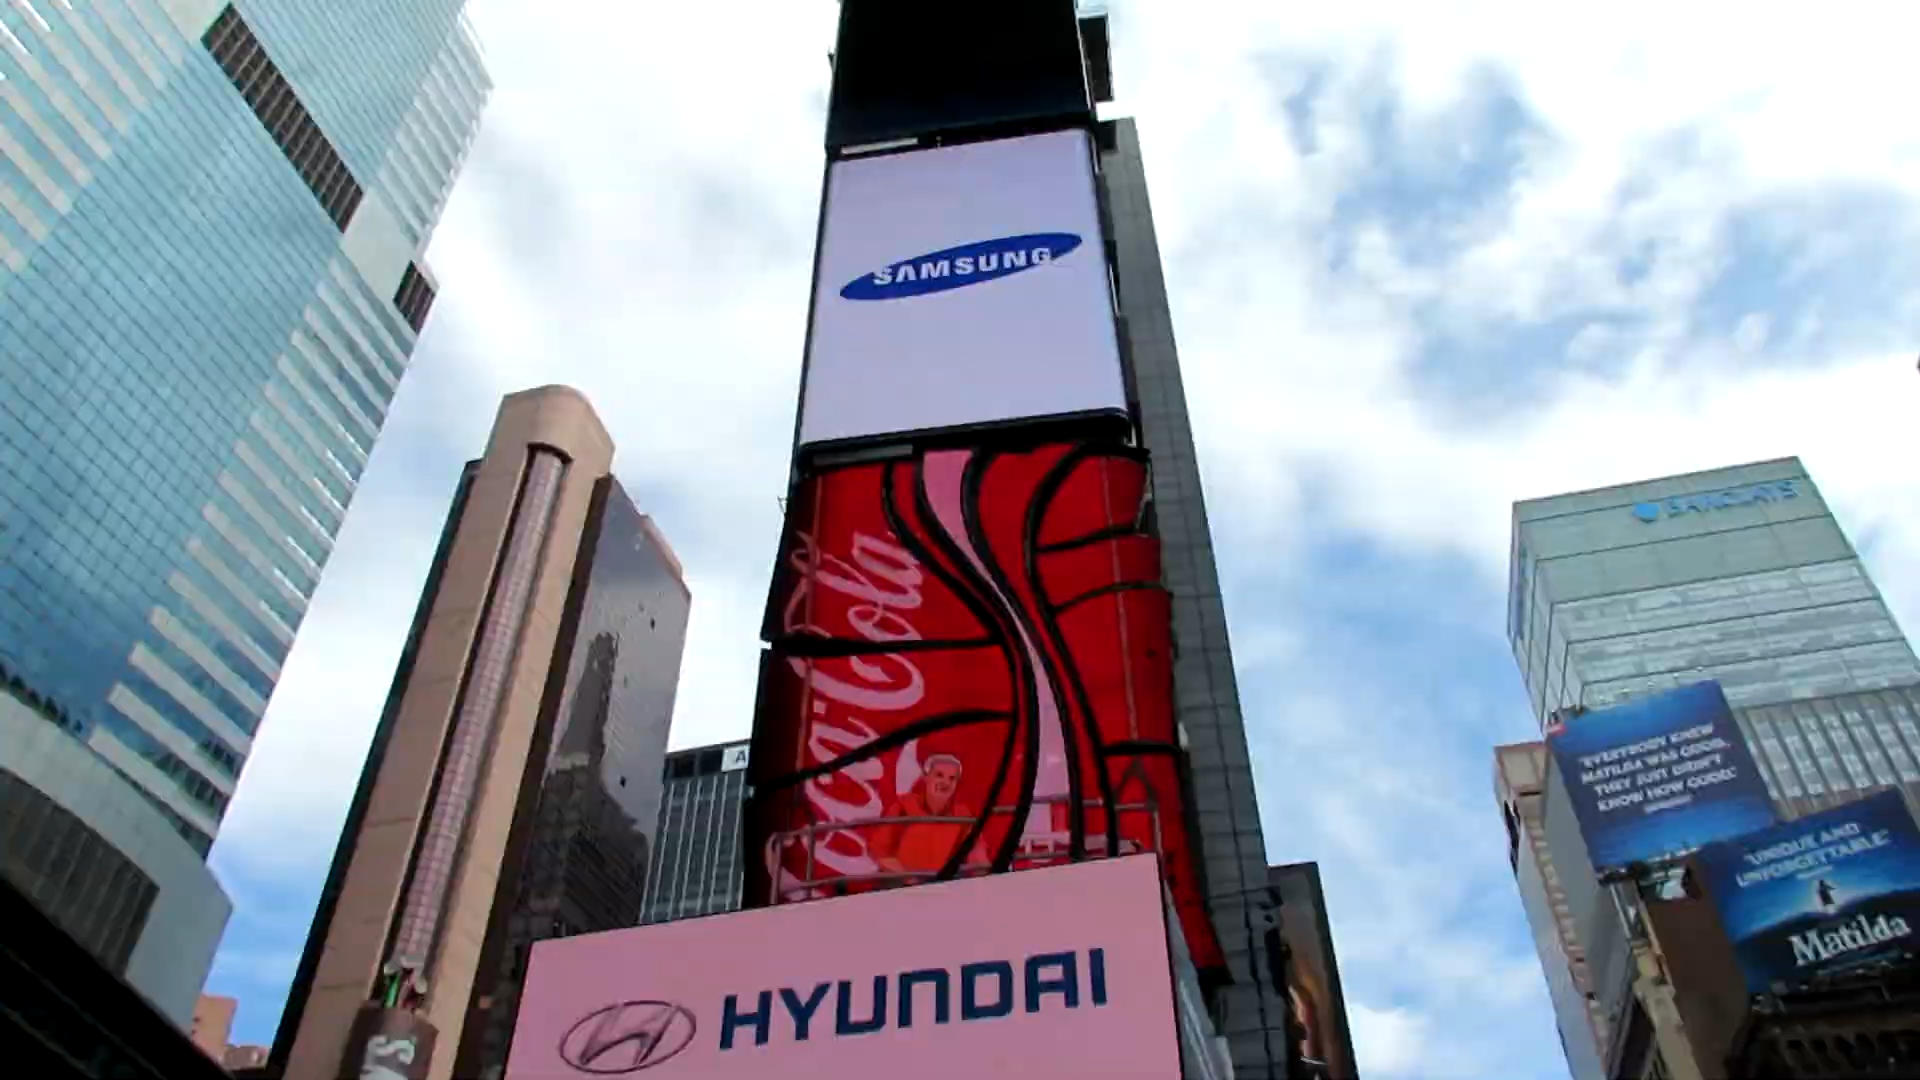 SAMSUNG
Coca-Cola
HYUNDAI
BARCLAYS
A
"EVERYBODY KNEW
MATILDA WAS GOOD.
THEY JUST DIDN'T
KNOW HOW GOOD!"
"UNIQUE AND
UNFORGETTABLE"
Matilda